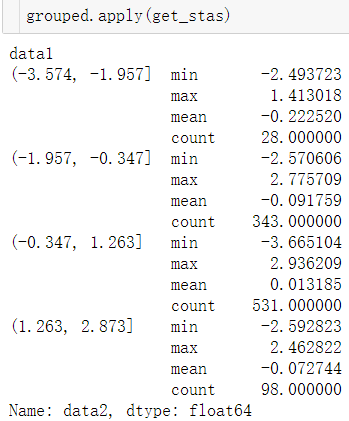 grouped.apply(get_stas)
data1
(-3.574, -1.957]  min       -2.493723
                  max        1.413018
                  mean      -0.222520
                  count     28.000000
(-1.957, -0.347]  min       -2.570606
                  max        2.775709
                  mean      -0.091759
                  count    343.000000
(-0.347, 1.263]   min       -3.665104
                  max        2.936209
                  mean       0.013185
                  count    531.000000
(1.263, 2.873]    min       -2.592823
                  max        2.462822
                  mean      -0.072744
                  count     98.000000
Name: data2, dtype: float64